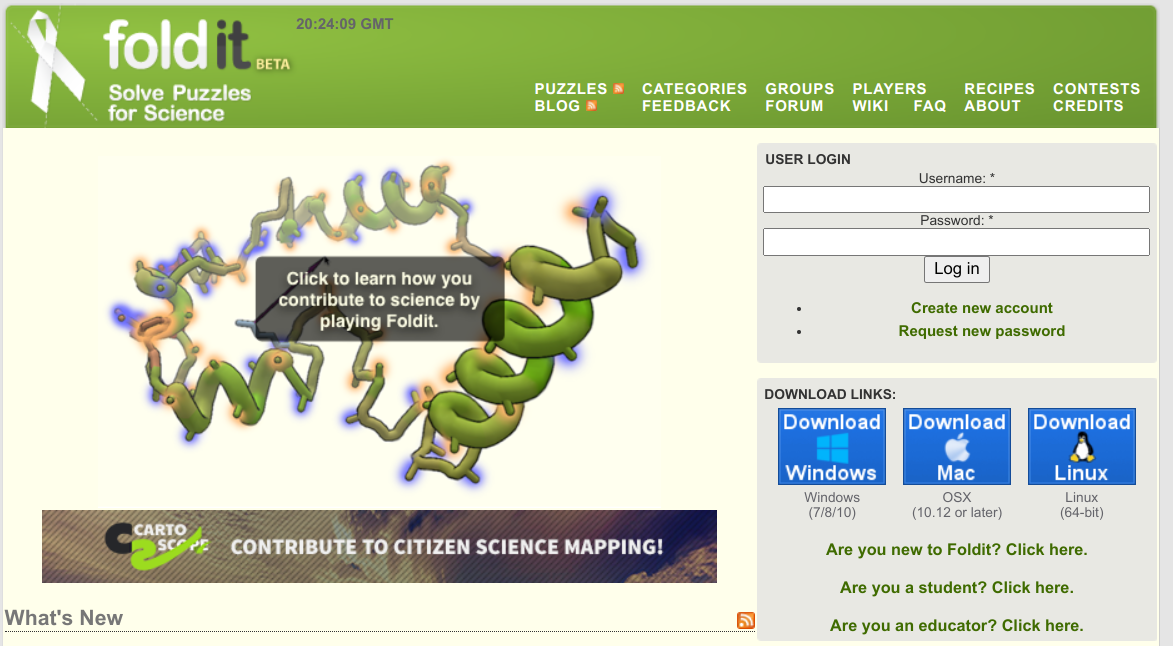 20:24:09 GMT
foldit BETA
Solve Puzzles
for Science
PUZZLES CATEGORIES GROUPS PLAYERS RECIPES CONTESTS
BLOG FEEDBACK FORUM WIKI FAQ ABOUT CREDITS
Click to learn how you
contribute to science by
playing Foldit.
CARTO
SCOPE
CONTRIBUTE TO CITIZEN SCIENCE MAPPING!
What's New
USER LOGIN
Username: *
Password: *
Log in
• Create new account
• Request new password
DOWNLOAD LINKS:
Download Download Download
Windows Mac Linux
Windows OSX Linux
(7/8/10) (10.12 or later) (64-bit)
Are you new to Foldit? Click here.
Are you a student? Click here.
Are you an educator? Click here.